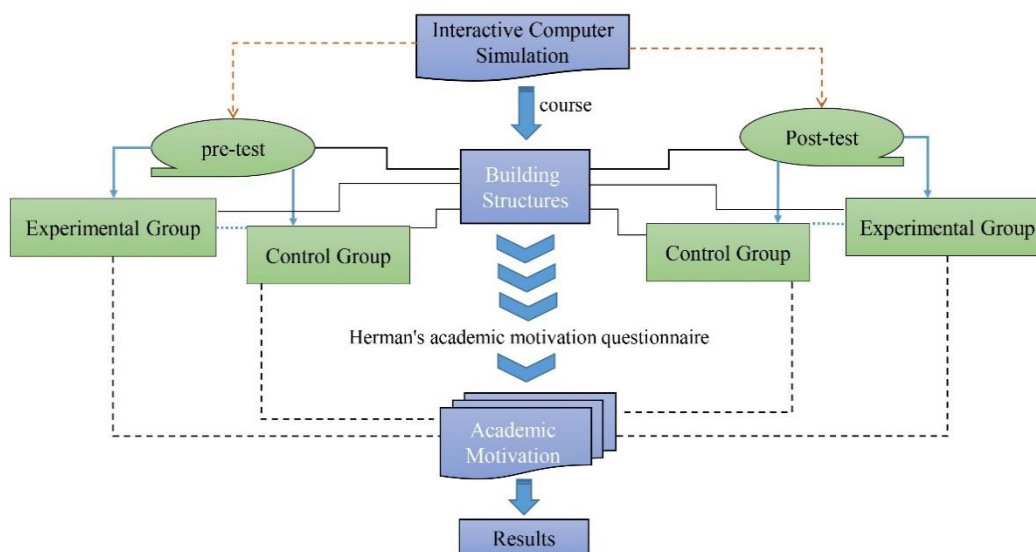 Interactive Computer
Simulation
course
pre-test
Post-test
Building
Structures
Experimental Group
Control Group
Control Group
Experimental Group
Herman's academic motivation questionnaire
Academic
Motivation
Results